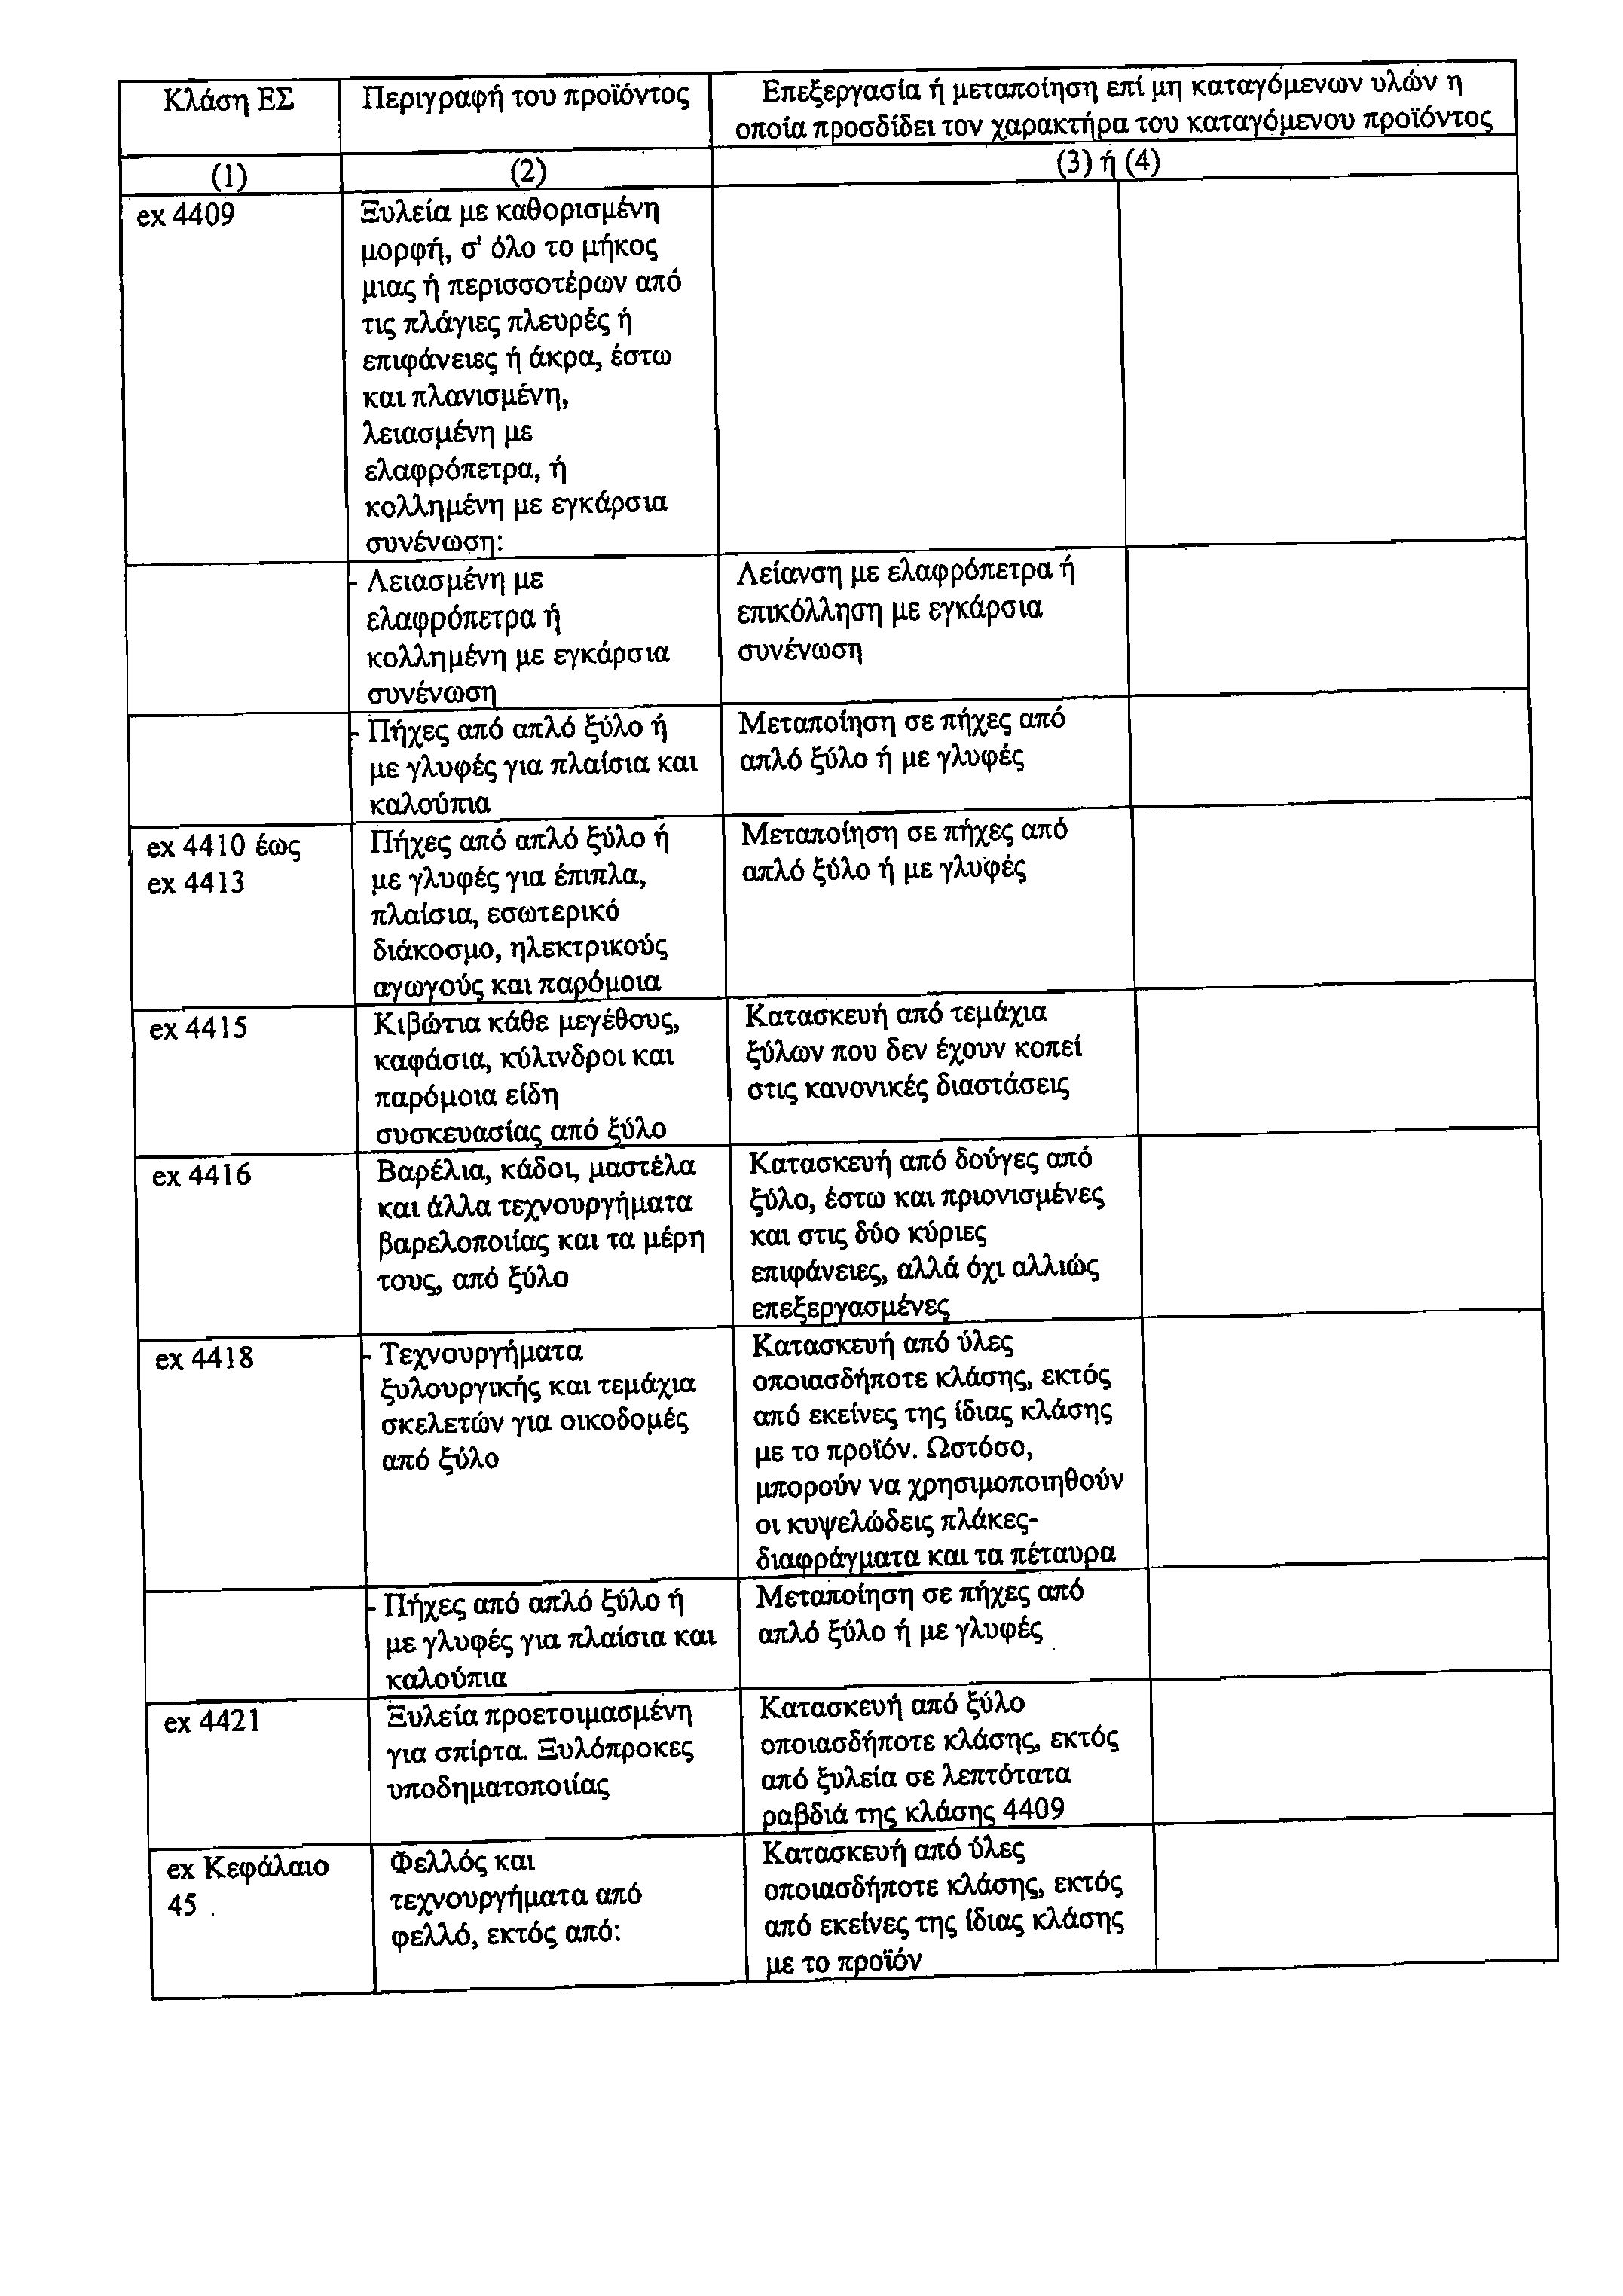 Κλάση ΕΣ
Περιγραφή του προϊόντος
Επεξεργασία ή μεταποίηση επί μη καταγόμενων υλών η
οποία προσδίδει τον χαρακτήρα του καταγόμενου προϊόντος
(1)
(2)
(3) ή (4)
ex 4409
Ξυλεία με καθορισμένη
μορφή, σ' όλο το μήκος
μιας ή περισσοτέρων από
τις πλάγιες πλευρές ή
επιφάνειες ή άκρα, έστω
και πλανισμένη,
λειασμένη με
ελαφρόπετρα, ή
κολλημένη με εγκάρσια
συνένωση:
- Λειασμένη με
ελαφρόπετρα ή
κολλημένη με εγκάρσια
συνένωση
Λείανση με ελαφρόπετρα ή
επικόλληση με εγκάρσια
συνένωση
- Πήχες από απλό ξύλο ή
με γλυφές για πλαίσια και
καλούπια
Μεταποίηση σε πήχες από
απλό ξύλο ή με γλυφές
ex 4410 έως
ex 4413
Πήχες από απλό ξύλο ή
με γλυφές για έπιπλα,
πλαίσια, εσωτερικό
διάκοσμο, ηλεκτρικούς
αγωγούς και παρόμοια
Μεταποίηση σε πήχες από
απλό ξύλο ή με γλυφές
ex 4415
Κιβώτια κάθε μεγέθους,
καφάσια, κύλινδροι και
παρόμοια είδη
συσκευασίας από ξύλο
Κατασκευή από τεμάχια
ξύλων που δεν έχουν κοπεί
στις κανονικές διαστάσεις
ex 4416
Βαρέλια, κάδοι, μαστέλα
και άλλα τεχνουργήματα
βαρελοποιίας και τα μέρη
τους, από ξύλο
Κατασκευή από δούγες από
ξύλο, έστω και πριονισμένες
και στις δύο κύριες
επιφάνειες, αλλά όχι αλλιώς
επεξεργασμένες
ex 4418
- Τεχνουργήματα
ξυλουργικής και τεμάχια
σκελετών για οικοδομές
από ξύλο
Κατασκευή από ύλες
οποιασδήποτε κλάσης, εκτός
από εκείνες της ίδιας κλάσης
με το προϊόν. Ωστόσο,
μπορούν να χρησιμοποιηθούν
οι κυψελώδεις πλάκες-
διαφράγματα και τα πέταυρα
- Πήχες από απλό ξύλο ή
με γλυφές για πλαίσια και
καλούπια
Μεταποίηση σε πήχες από
απλό ξύλο ή με γλυφές
ex 4421
Ξυλεία προετοιμασμένη
για σπίρτα. Ξυλόπροκες
υποδηματοποιίας
Κατασκευή από ξύλο
οποιασδήποτε κλάσης, εκτός
από ξυλεία σε λεπτότατα
ραβδιά της κλάσης 4409
ex Κεφάλαιο
45
Φελλός και
τεχνουργήματα από
φελλό, εκτός από:
Κατασκευή από ύλες
οποιασδήποτε κλάσης, εκτός
από εκείνες της ίδιας κλάσης
με το προϊόν